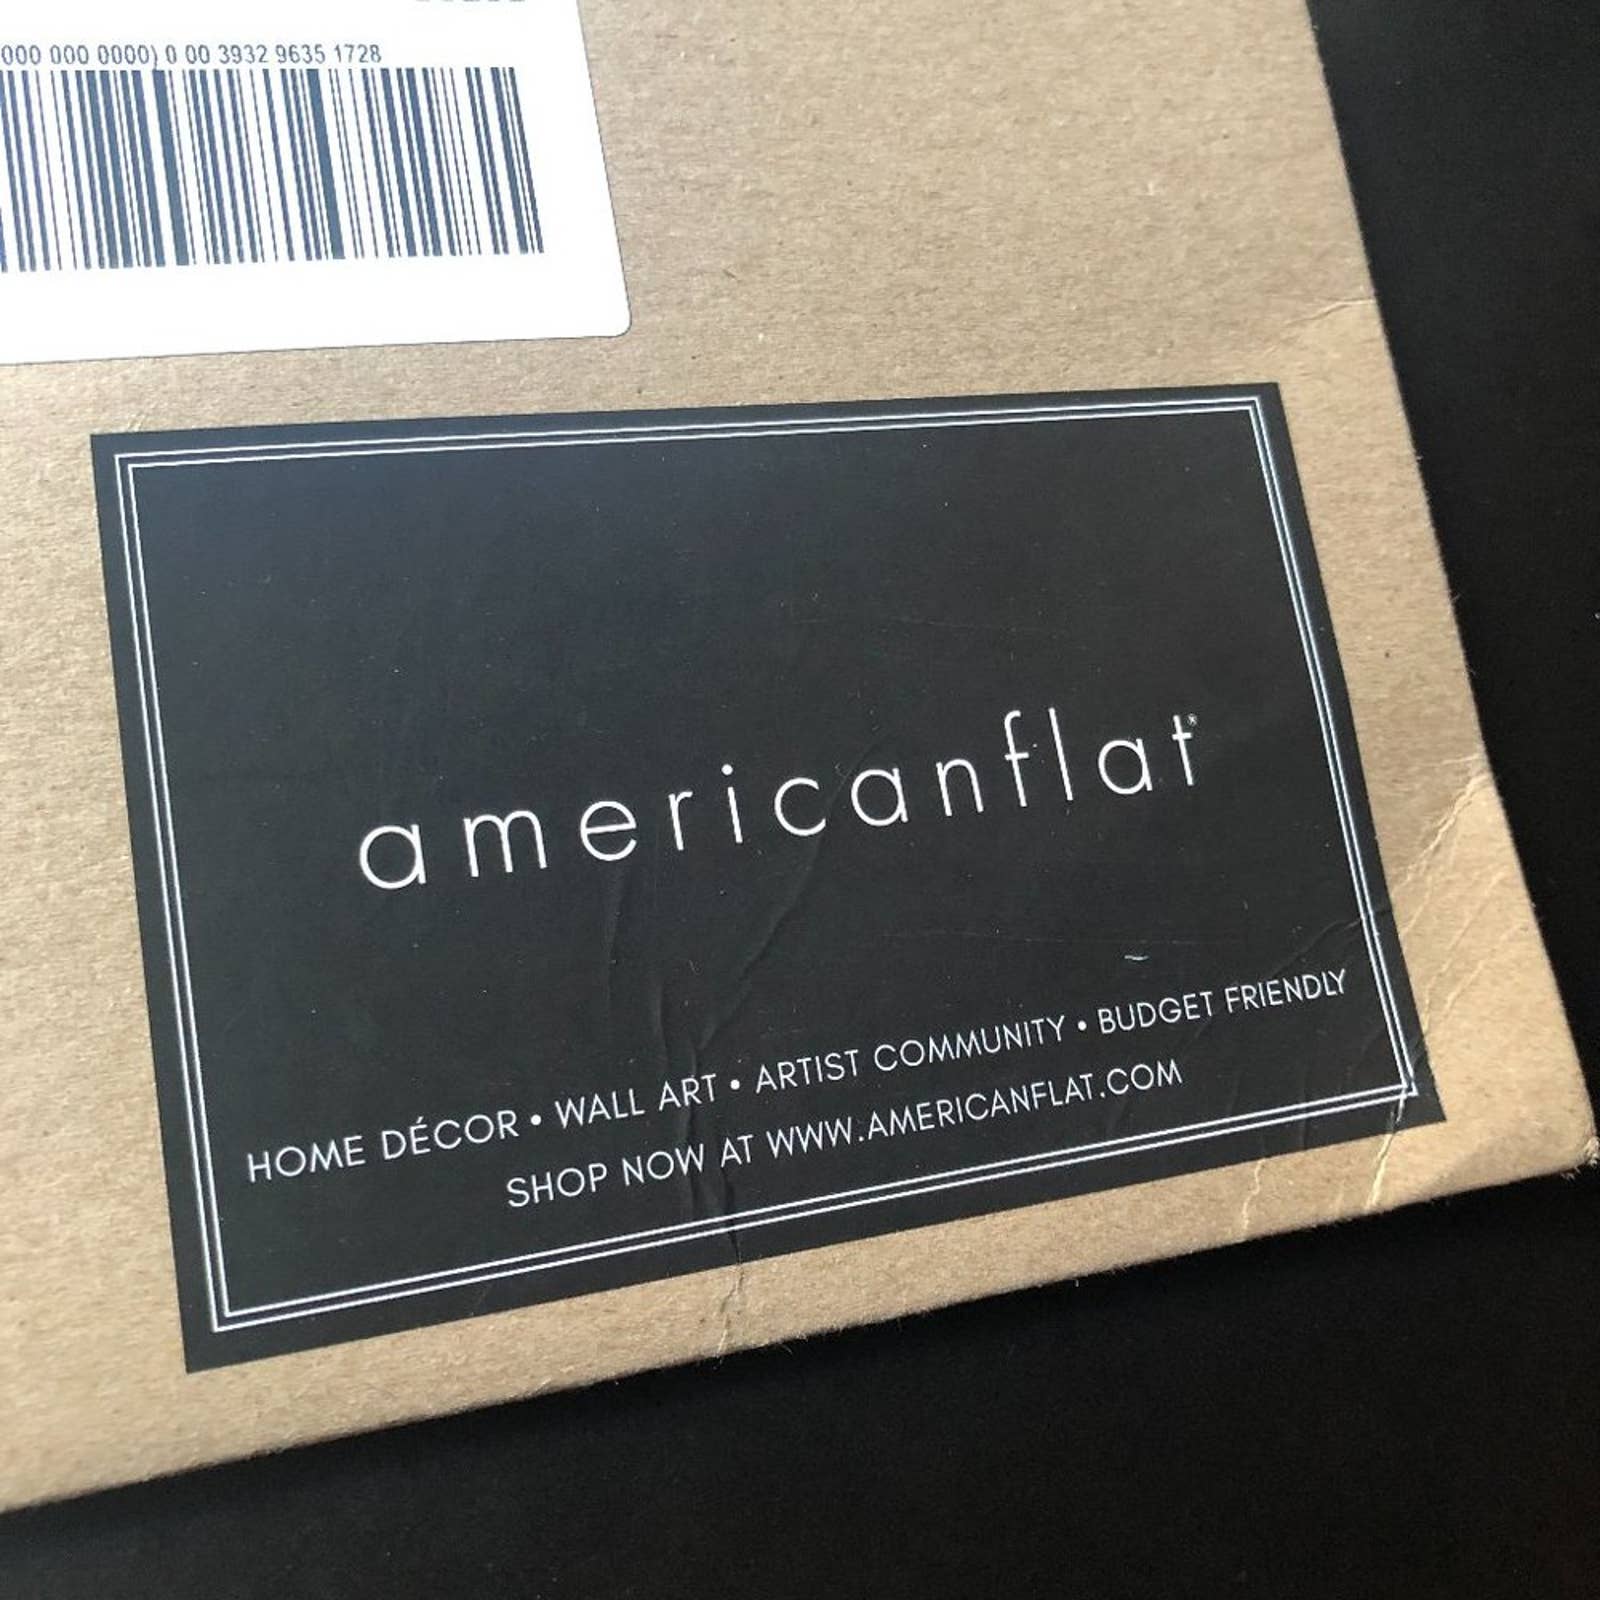 000 000 0000) 0 00 3932 9635 1728
americanflat®
HOME DÉCOR • WALL ART • ARTIST COMMUNITY • BUDGET FRIENDLY
SHOP NOW AT WWW.AMERICANFLAT.COM